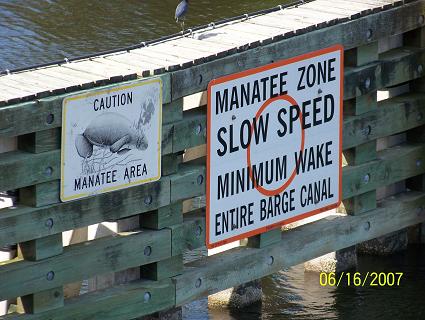 CAUTION
MANATEE AREA
MANATEE ZONE
SLOW SPEED
MINIMUM WAKE
ENTIRE BARGE CANAL
06/16/2007